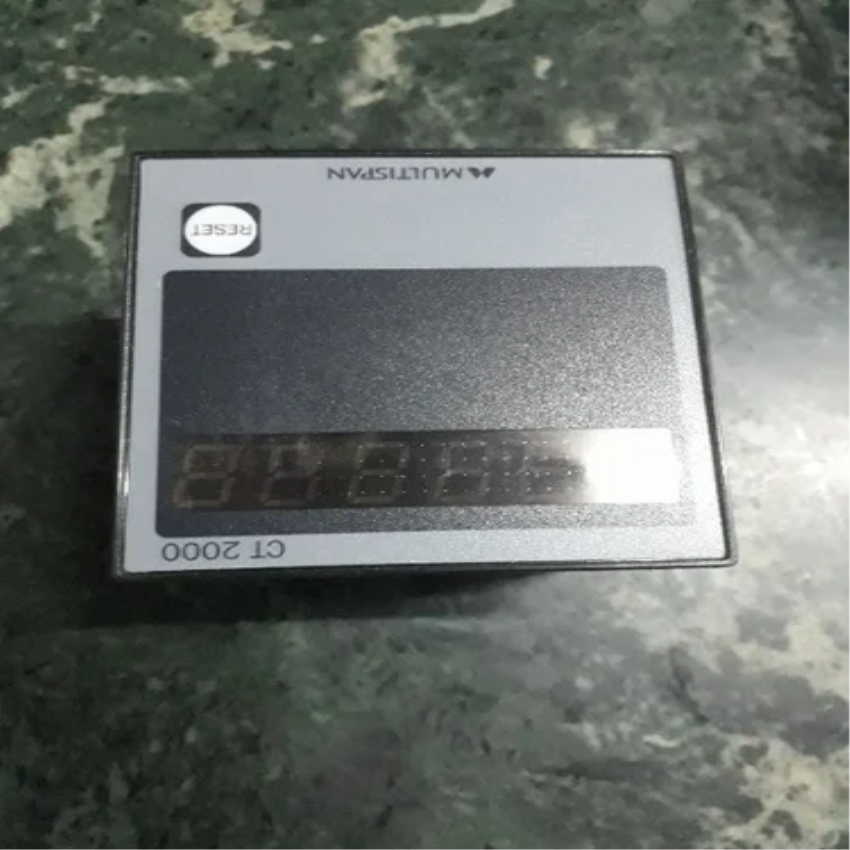 CT 2000
RESET
MULTISPAN